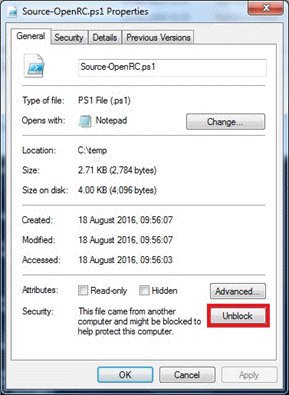 Source-OpenRC.ps1 Properties
General Security Details Previous Versions
Source-OpenRC.ps1
Type of file: PS1 File (.ps1)
Opens with: Notepad Change...
Location: C:\temp
Size: 2.71 KB (2,784 bytes)
Size on disk: 4.00 KB (4,096 bytes)
Created: 18 August 2016, 09:56:07
Modified: 18 August 2016, 09:56:07
Accessed: 18 August 2016, 09:56:03
Attributes: Read-only Hidden Advanced...
Security: This file came from another
computer and might be blocked to
help protect this computer.
Unblock
OK Cancel Apply